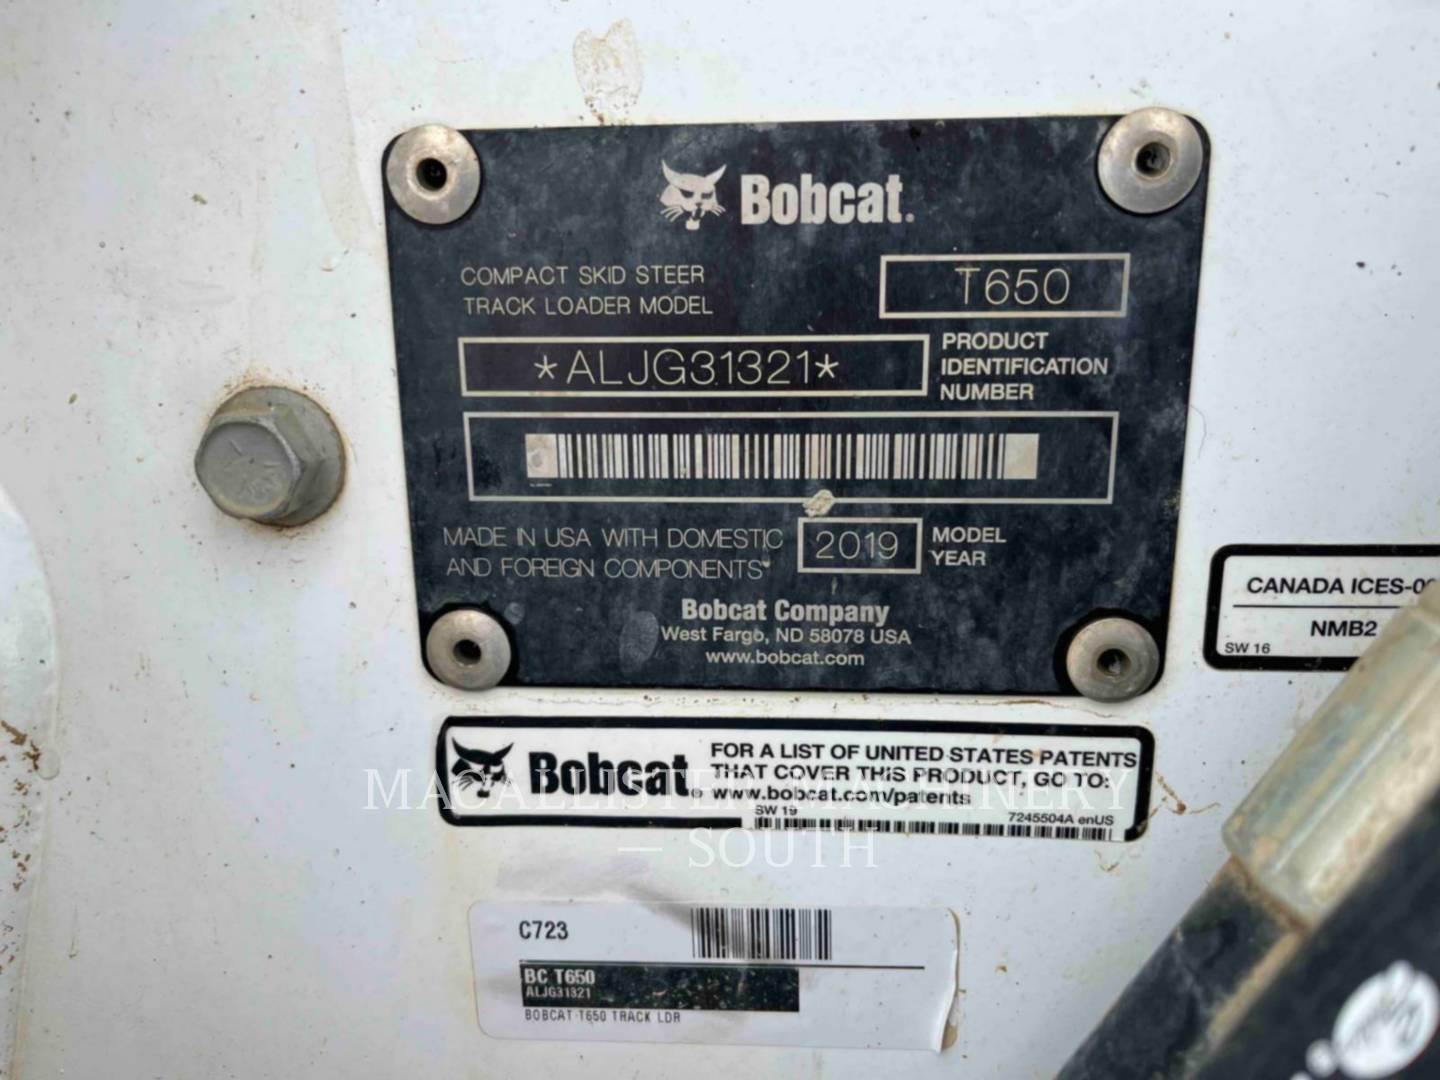 Bobcat.
COMPACT SKID STEER
TRACK LOADER MODEL
T650
*ALJG31321*
PRODUCT
IDENTIFICATION
NUMBER
MADE IN USA WITH DOMESTIC
AND FOREIGN COMPONENTS
2019
MODEL
YEAR
Bobcat Company
West Fargo, ND 58078 USA
www.bobcat.com
CANADA ICES-0
NMB2
SW 16
Bobcat®
FOR A LIST OF UNITED STATES PATENTS
THAT COVER THIS PRODUCT, GO TO:
www.bobcat.com/patents
SW 19
7245504A enUS
MACALLISTER MACHINERY
— SOUTH
C723
BC T650
ALJG31321
BOBCAT T650 TRACK LDR